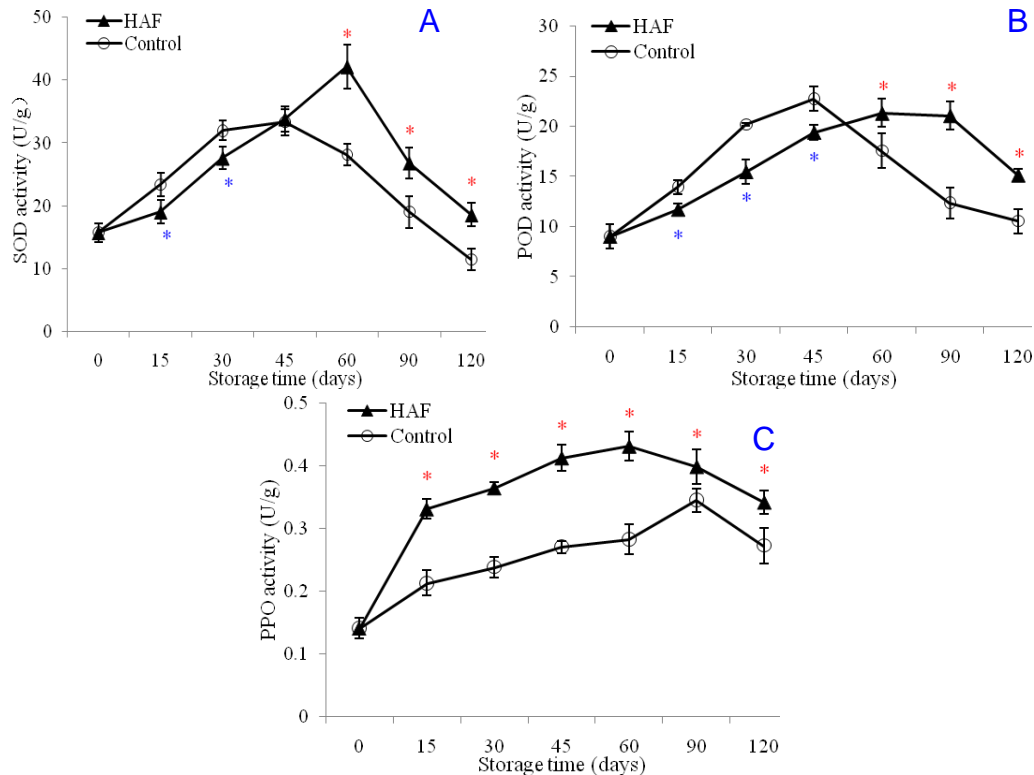 A
HAF
Control
SOD activity (U/g)
50
40
30
20
10
0
* * *
* *
0 15 30 45 60 90 120
Storage time (days)
B
HAF
Control
POD activity (U/g)
30
25
20
15
10
5
0
* * *
* * *
0 15 30 45 60 90 120
Storage time (days)
C
HAF
Control
PPO activity (U/g)
0.5
0.4
0.3
0.2
0.1
0
* * * * * *
0 15 30 45 60 90 120
Storage time (days)